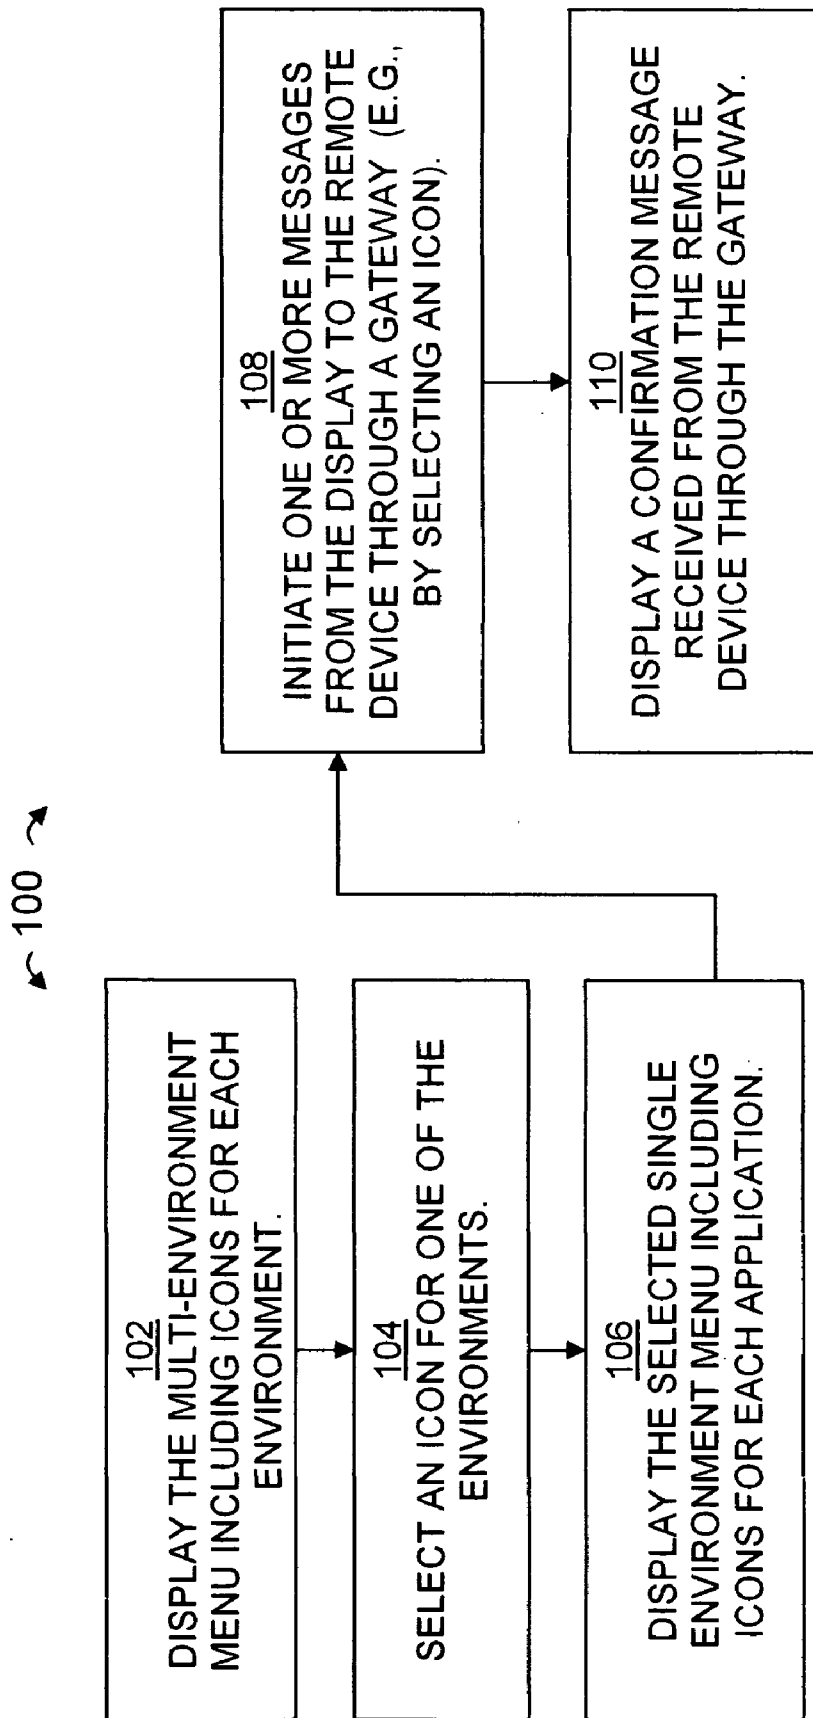 100
102
DISPLAY THE MULTI-ENVIRONMENT
MENU INCLUDING ICONS FOR EACH
ENVIRONMENT.
104
SELECT AN ICON FOR ONE OF THE
ENVIRONMENTS.
106
DISPLAY THE SELECTED SINGLE
ENVIRONMENT MENU INCLUDING
ICONS FOR EACH APPLICATION.
108
INITIATE ONE OR MORE MESSAGES
FROM THE DISPLAY TO THE REMOTE
DEVICE THROUGH A GATEWAY (E.G.,
BY SELECTING AN ICON).
110
DISPLAY A CONFIRMATION MESSAGE
RECEIVED FROM THE REMOTE
DEVICE THROUGH THE GATEWAY.